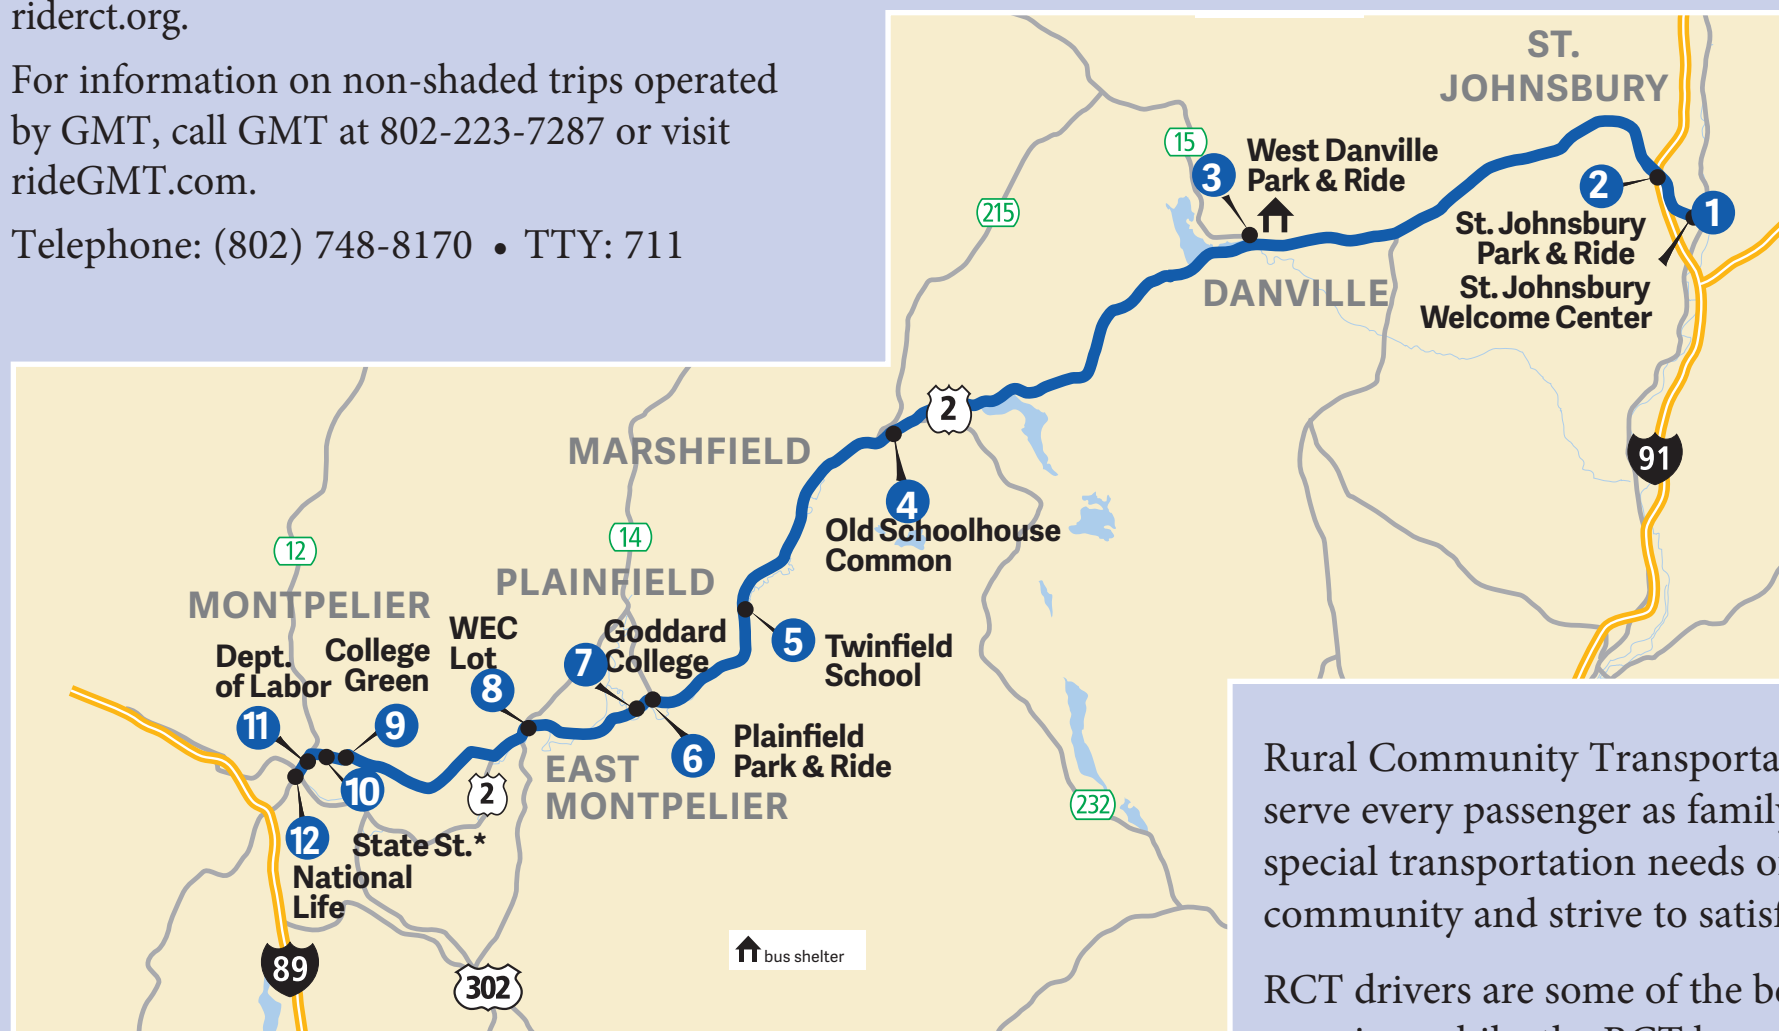 riderct.org.
For information on non-shaded trips operated
by GMT, call GMT at 802-223-7287 or visit
rideGMT.com.
Telephone: (802) 748-8170 • TTY: 711
ST.
JOHNSBURY
15
3
West Danville
Park & Ride
2
1
215
St. Johnsbury
Park & Ride
St. Johnsbury
Welcome Center
DANVILLE
2
MARSHFIELD
91
4
Old Schoolhouse
Common
14
12
PLAINFIELD
MONTPELIER
WEC
Lot
Goddard
College
5
Twinfield
School
Dept.
of Labor
College
Green
7
8
11
9
6
Plainfield
Park & Ride
10
2
EAST
MONTPELIER
232
12
State St.*
National
Life
bus shelter
89
302
Rural Community Transporta
serve every passenger as family
special transportation needs o
community and strive to satisf
RCT drivers are some of the be